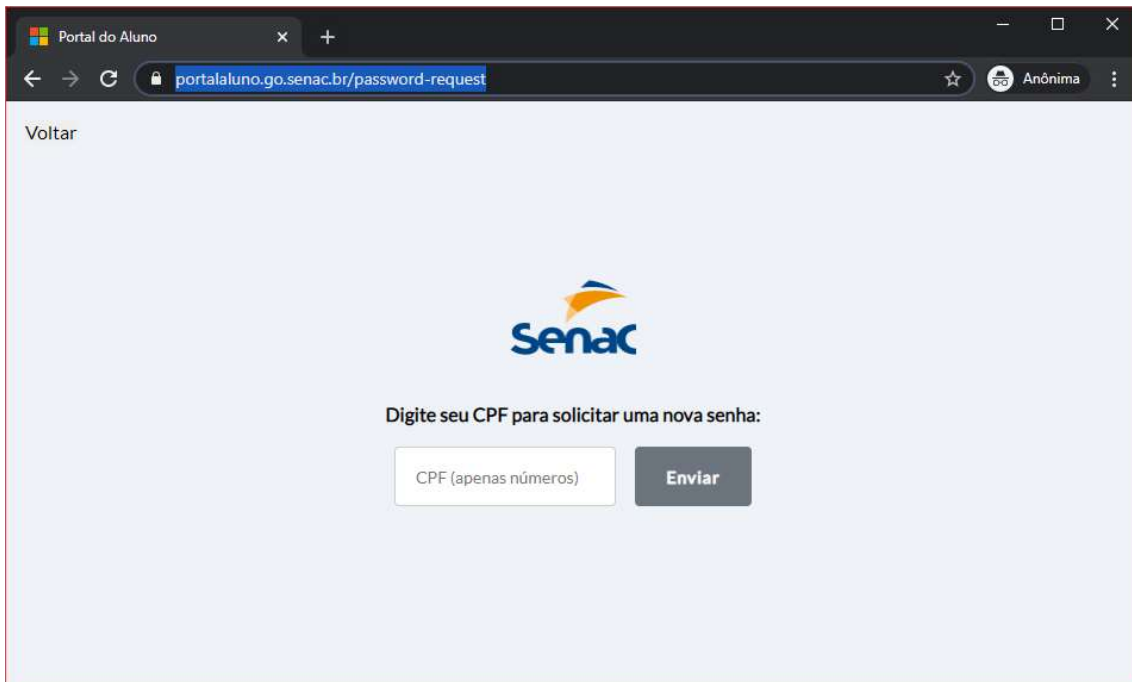 Portal do Aluno
portalaluno.go.senac.br/password-request
Anônima
Voltar
Senac
Digite seu CPF para solicitar uma nova senha:
CPF (apenas números)
Enviar